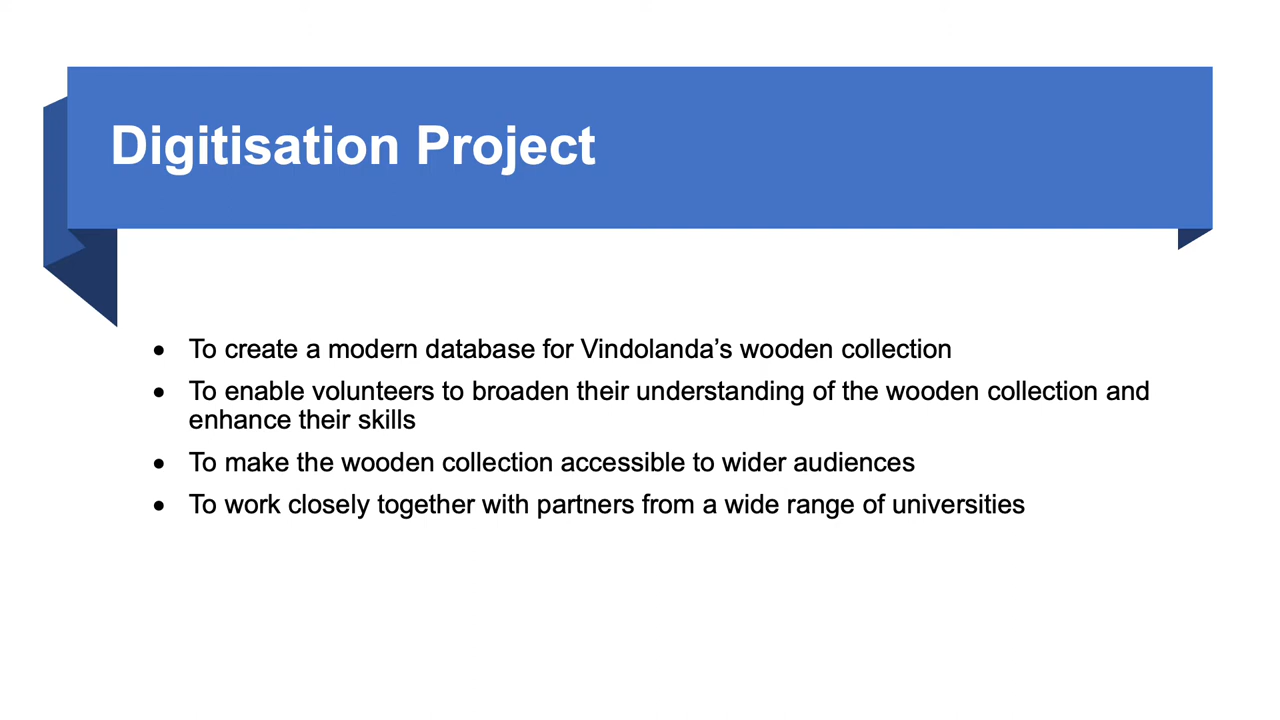 Digitisation Project
• To create a modern database for Vindolanda’s wooden collection
• To enable volunteers to broaden their understanding of the wooden collection and
enhance their skills
• To make the wooden collection accessible to wider audiences
• To work closely together with partners from a wide range of universities